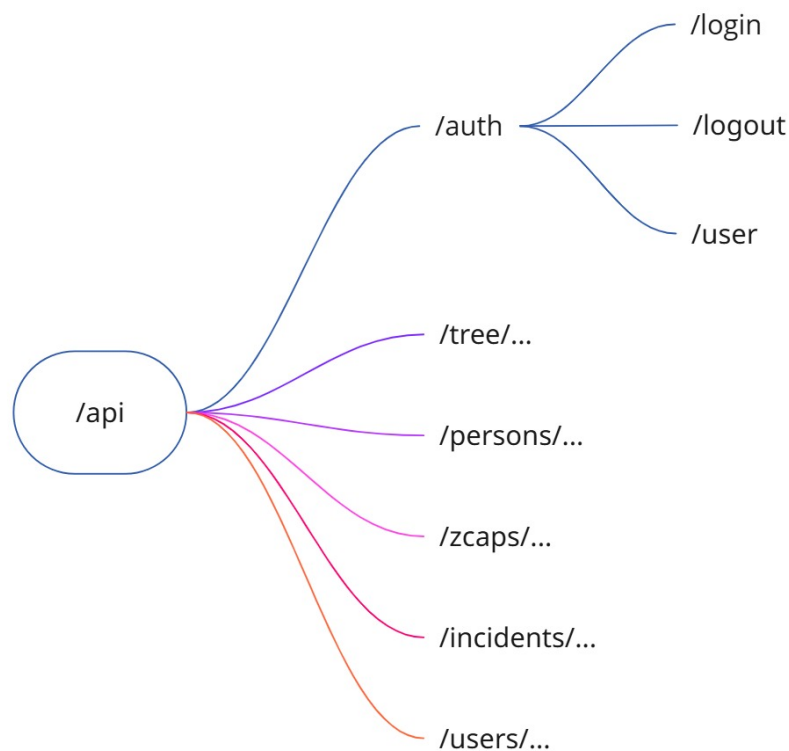 /api
/auth
/login
/logout
/user
/tree/...
/persons/...
/zcaps/...
/incidents/...
/users/...